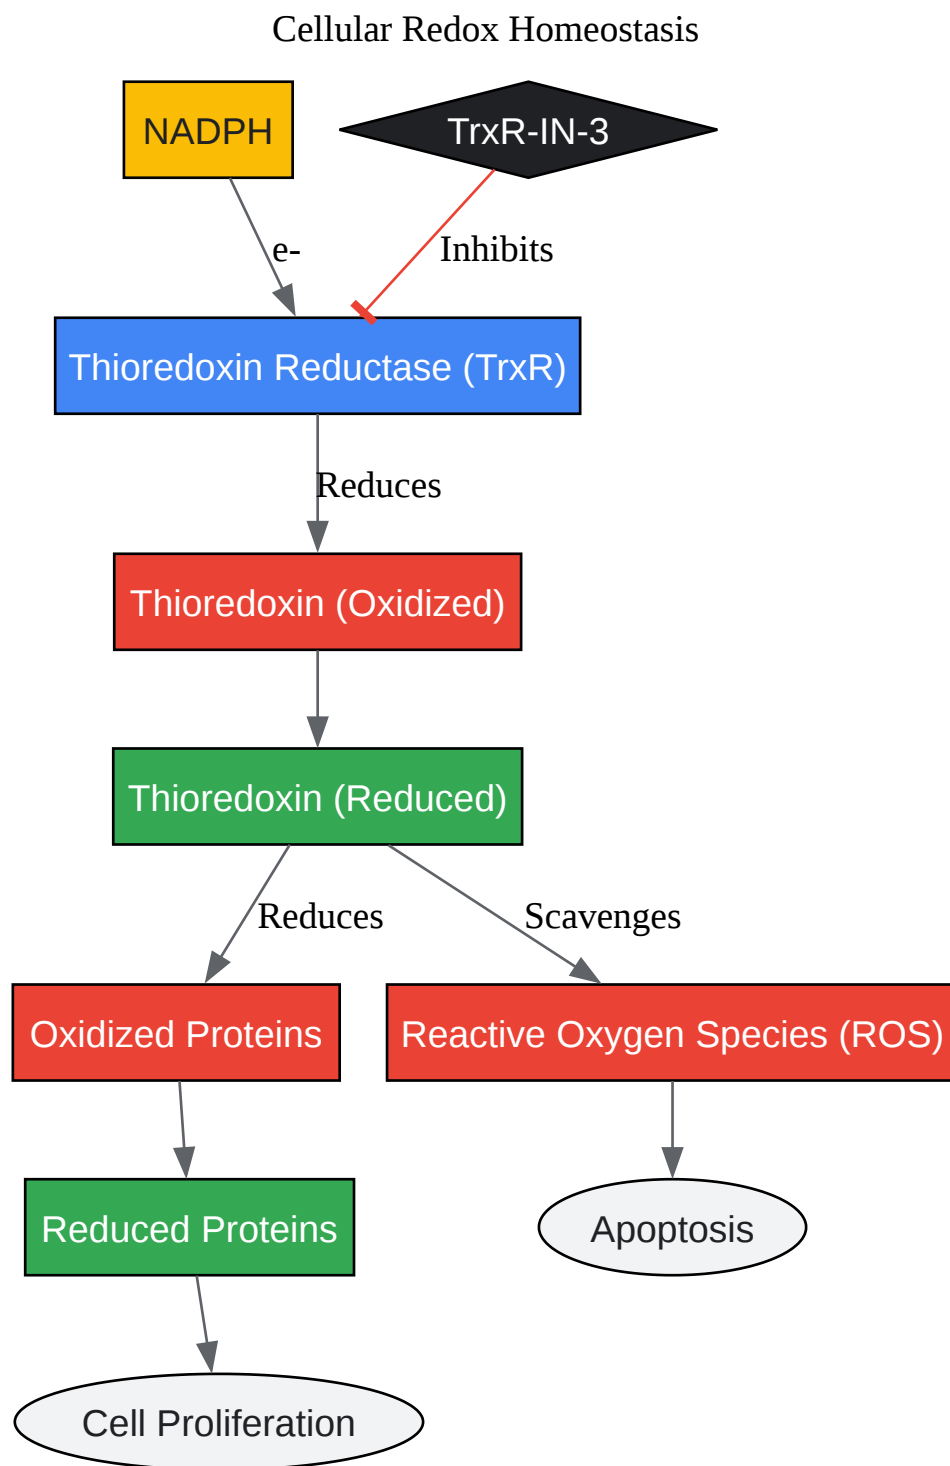 Cellular Redox Homeostasis
NADPH
TrxR-IN-3
e-
Inhibits
Thioredoxin Reductase (TrxR)
Reduces
Thioredoxin (Oxidized)
Thioredoxin (Reduced)
Reduces
Scavenges
Oxidized Proteins
Reactive Oxygen Species (ROS)
Reduced Proteins
Apoptosis
Cell Proliferation